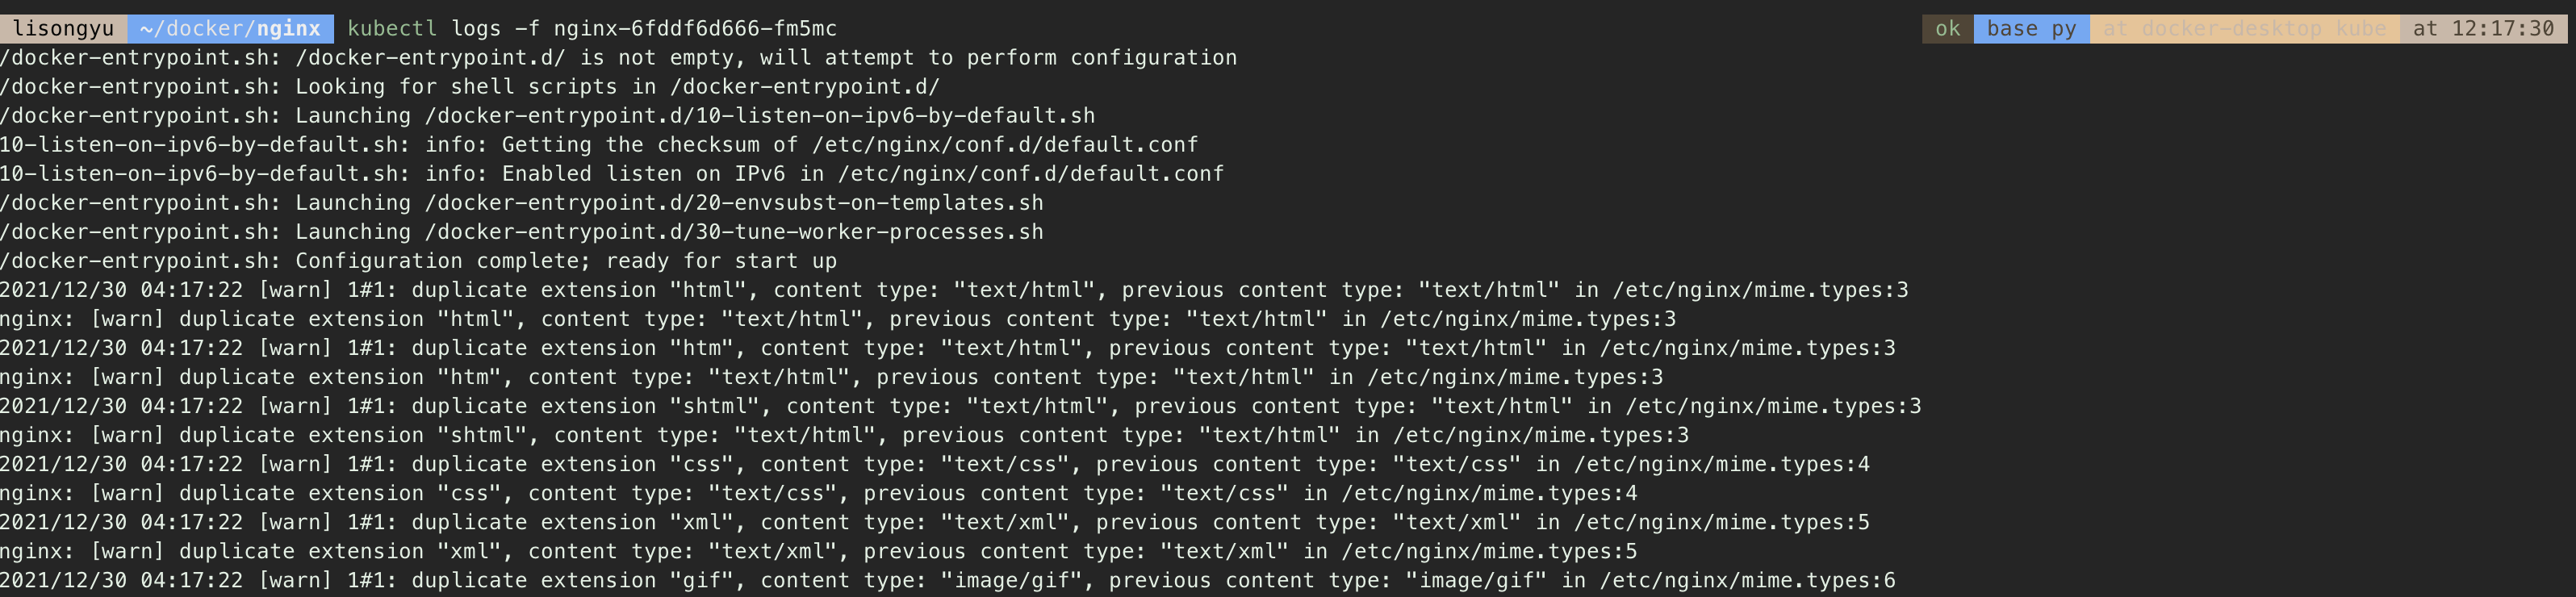 lisongyu ~/docker/nginx kubectl logs -f nginx-6fddf6d666-fm5mc ok base py at docker-desktop kube at 12:17:30
/docker-entrypoint.sh: /docker-entrypoint.d/ is not empty, will attempt to perform configuration
/docker-entrypoint.sh: Looking for shell scripts in /docker-entrypoint.d/
/docker-entrypoint.sh: Launching /docker-entrypoint.d/10-listen-on-ipv6-by-default.sh
10-listen-on-ipv6-by-default.sh: info: Getting the checksum of /etc/nginx/conf.d/default.conf
10-listen-on-ipv6-by-default.sh: info: Enabled listen on IPv6 in /etc/nginx/conf.d/default.conf
/docker-entrypoint.sh: Launching /docker-entrypoint.d/20-envsubst-on-templates.sh
/docker-entrypoint.sh: Launching /docker-entrypoint.d/30-tune-worker-processes.sh
/docker-entrypoint.sh: Configuration complete; ready for start up
2021/12/30 04:17:22 [warn] 1#1: duplicate extension "html", content type: "text/html", previous content type: "text/html" in /etc/nginx/mime.types:3
nginx: [warn] duplicate extension "html", content type: "text/html", previous content type: "text/html" in /etc/nginx/mime.types:3
2021/12/30 04:17:22 [warn] 1#1: duplicate extension "htm", content type: "text/html", previous content type: "text/html" in /etc/nginx/mime.types:3
nginx: [warn] duplicate extension "htm", content type: "text/html", previous content type: "text/html" in /etc/nginx/mime.types:3
2021/12/30 04:17:22 [warn] 1#1: duplicate extension "shtml", content type: "text/html", previous content type: "text/html" in /etc/nginx/mime.types:3
nginx: [warn] duplicate extension "shtml", content type: "text/html", previous content type: "text/html" in /etc/nginx/mime.types:3
2021/12/30 04:17:22 [warn] 1#1: duplicate extension "css", content type: "text/css", previous content type: "text/css" in /etc/nginx/mime.types:4
nginx: [warn] duplicate extension "css", content type: "text/css", previous content type: "text/css" in /etc/nginx/mime.types:4
2021/12/30 04:17:22 [warn] 1#1: duplicate extension "xml", content type: "text/xml", previous content type: "text/xml" in /etc/nginx/mime.types:5
nginx: [warn] duplicate extension "xml", content type: "text/xml", previous content type: "text/xml" in /etc/nginx/mime.types:5
2021/12/30 04:17:22 [warn] 1#1: duplicate extension "gif", content type: "image/gif", previous content type: "image/gif" in /etc/nginx/mime.types:6